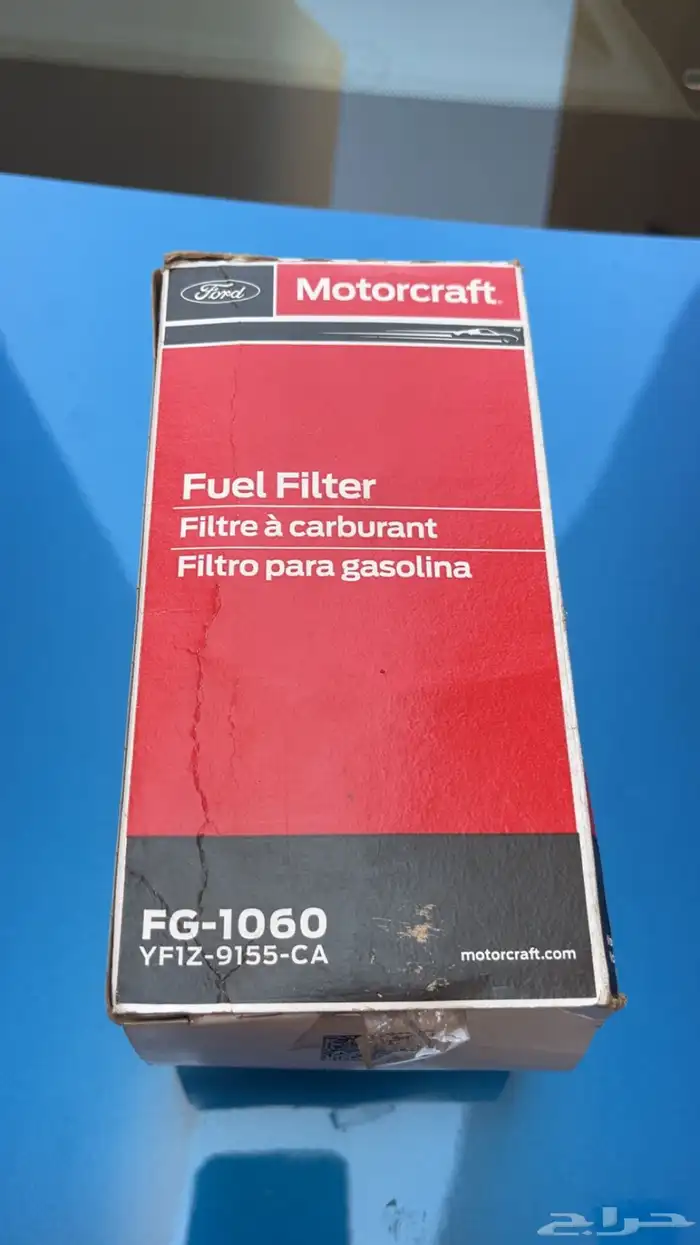 Ford
Motorcraft
Fuel Filter
Filtre à carburant
Filtro para gasolina
FG-1060
YF1Z-9155-CA
motorcraft.com
حراج